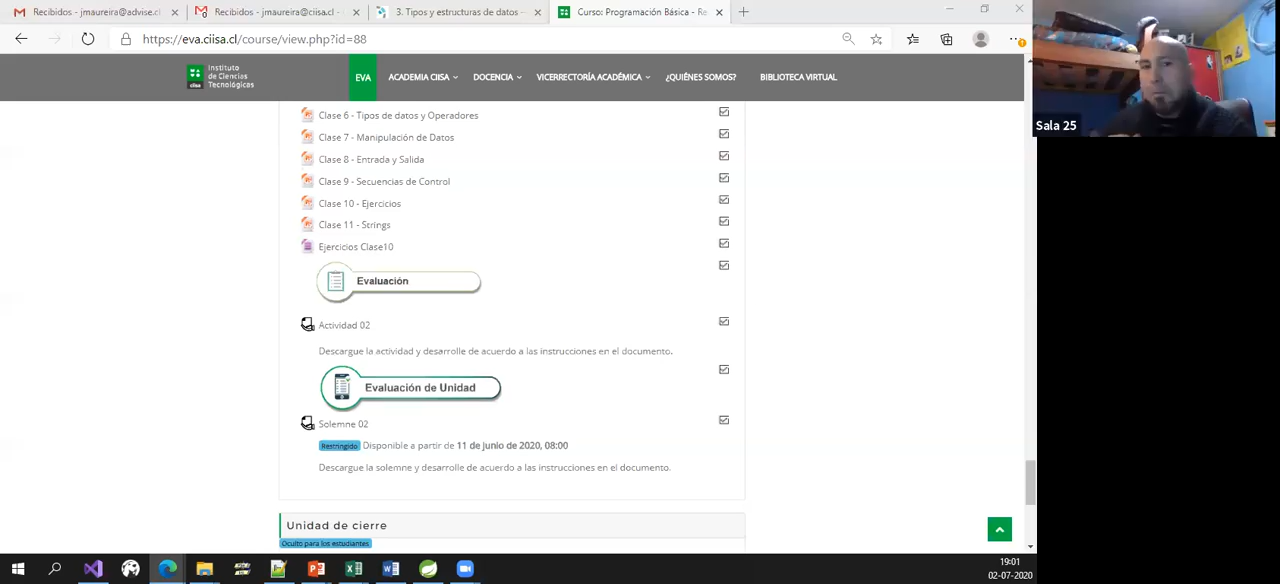 Recibidos - jmaureira@advise.cl
Recibidos - jmaureira@ciisa.cl -
3. Tipos y estructuras de datos -
Curso: Programación Básica - Re
https://eva.ciisa.cl/course/view.php?id=88
Instituto
de Ciencias
Tecnológicas
ciisa
EVA
ACADEMIA CIISA
DOCENCIA
VICERRECTORÍA ACADÉMICA
¿QUIÉNES SOMOS?
BIBLIOTECA VIRTUAL
Sala 25
Clase 6 - Tipos de datos y Operadores
Clase 7 - Manipulación de Datos
Clase 8 - Entrada y Salida
Clase 9 - Secuencias de Control
Clase 10 - Ejercicios
Clase 11 - Strings
Ejercicios Clase10
Evaluación
Actividad 02
Descargue la actividad y desarrolle de acuerdo a las instrucciones en el documento.
Evaluación de Unidad
Solemne 02
Restringido Disponible a partir de 11 de junio de 2020, 08:00
Descargue la solemne y desarrolle de acuerdo a las instrucciones en el documento.
Unidad de cierre
Oculto para los estudiantes
19:01
02-07-2020